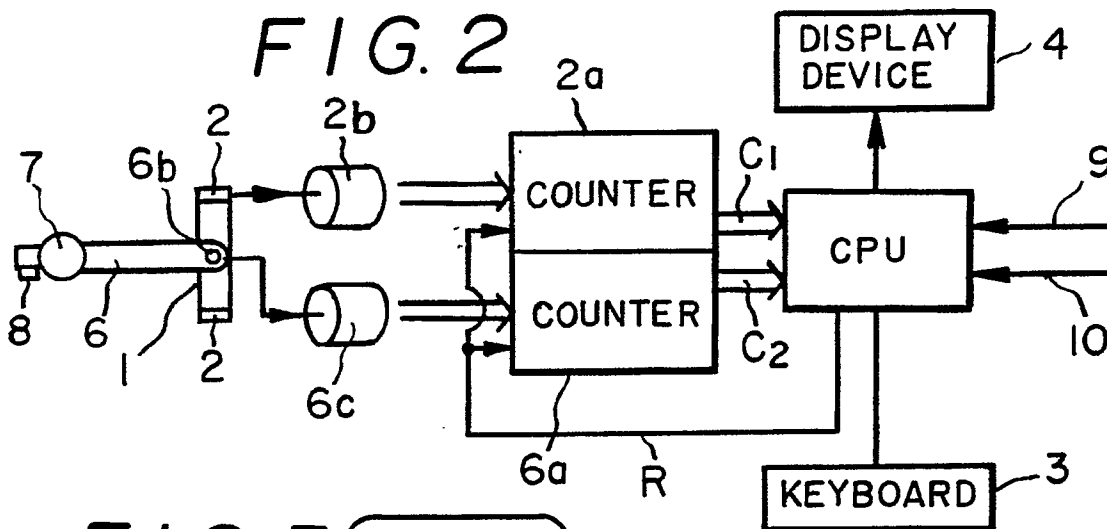 FIG. 2
DISPLAY
DEVICE
4
2a
2b
2
7
6b
COUNTER
C1
9
CPU
8
6
1
2
6c
COUNTER
C2
10
6a
R
KEYBOARD
3